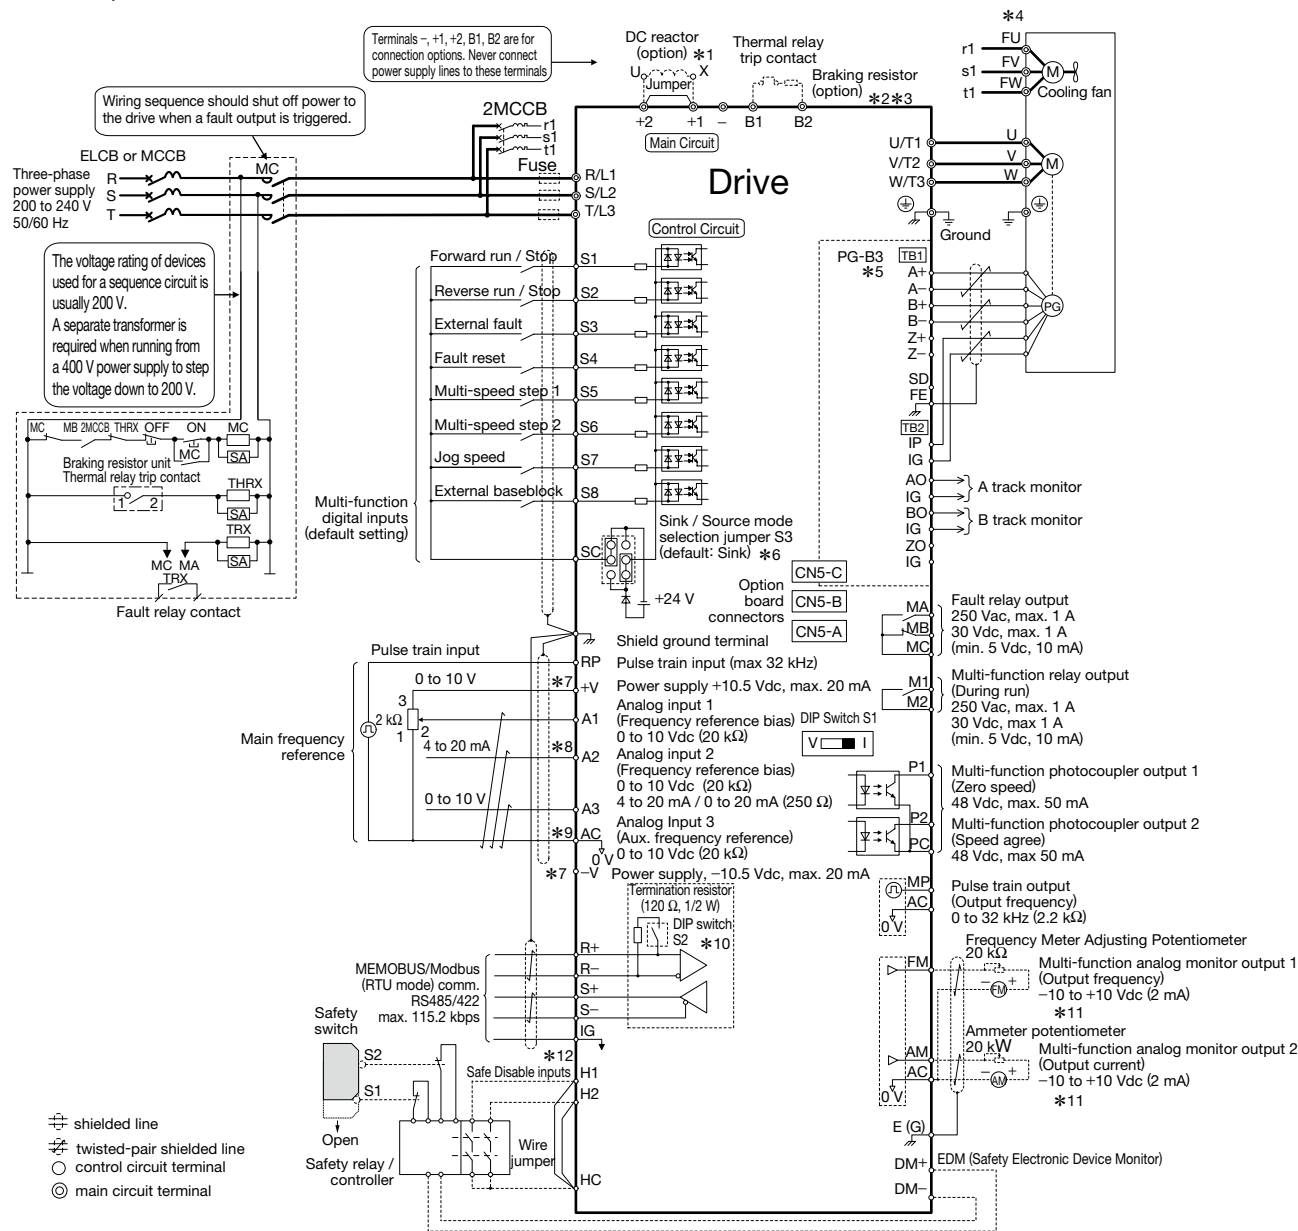 Terminals –, +1, +2, B1, B2 are for
connection options. Never connect
power supply lines to these terminals
DC reactor
(option) ∗1
U X
Jumper
Thermal relay
trip contact
Braking resistor
(option) ∗2∗3
+2 +1 – B1 B2
Main Circuit
∗4
r1 FU
s1 FV
t1 FW
M
Cooling fan
Wiring sequence should shut off power to
the drive when a fault output is triggered.
2MCCB
r1
s1
t1
ELCB or MCCB
MC
Fuse
Three-phase
power supply
200 to 240 V
50/60 Hz
R
S
T
R/L1
S/L2
T/L3
Drive
U/T1 U
V/T2 V
W/T3 W
M
Ground
The voltage rating of devices
used for a sequence circuit is
usually 200 V.
A separate transformer is
required when running from
a 400 V power supply to step
the voltage down to 200 V.
MC MB 2MCCB THRX OFF ON MC
MC
SA
Braking resistor unit
Thermal relay trip contact
1 2
THRX
SA
TRX
SA
MC MA
TRX
Fault relay contact
Control Circuit
Forward run / Stop S1
Reverse run / Stop S2
External fault S3
Fault reset S4
Multi-speed step 1 S5
Multi-speed step 2 S6
Jog speed S7
External baseblock S8
Multi-function
digital inputs
(default setting)
SC
Sink / Source mode
selection jumper S3
(default: Sink) ∗6
+24 V
PG-B3
∗5
TB1
A+
A–
B+
B–
Z+
Z–
PG
SD
FE
TB2
IP
IG
AO
IG
A track monitor
BO
IG
B track monitor
ZO
IG
Option
board
connectors
CN5-C
CN5-B
CN5-A
MA
MB
MC
Fault relay output
250 Vac, max. 1 A
30 Vdc, max. 1 A
(min. 5 Vdc, 10 mA)
M1
M2
Multi-function relay output
(During run)
250 Vac, max. 1 A
30 Vdc, max 1 A
(min. 5 Vdc, 10 mA)
Shield ground terminal
Pulse train input
RP
Pulse train input (max 32 kHz)
0 to 10 V
∗7 +V
Power supply +10.5 Vdc, max. 20 mA
Main frequency
reference
3
2 kΩ
1 2
A1
Analog input 1
(Frequency reference bias)
0 to 10 Vdc (20 kΩ)
DIP Switch S1
V I
4 to 20 mA
∗8 A2
Analog input 2
(Frequency reference bias)
0 to 10 Vdc (20 kΩ)
4 to 20 mA / 0 to 20 mA (250 Ω)
0 to 10 V
A3
Analog Input 3
(Aux. frequency reference)
0 to 10 Vdc (20 kΩ)
∗9 AC
0 V
∗7 –V
Power supply, –10.5 Vdc, max. 20 mA
P1
Multi-function photocoupler output 1
(Zero speed)
48 Vdc, max. 50 mA
P2
PC
Multi-function photocoupler output 2
(Speed agree)
48 Vdc, max 50 mA
MP
AC
0 V
Pulse train output
(Output frequency)
0 to 32 kHz (2.2 kΩ)
Termination resistor
(120 Ω, 1/2 W)
DIP switch
S2 ∗10
R+
R–
S+
S–
IG
MEMOBUS/Modbus
(RTU mode) comm.
RS485/422
max. 115.2 kbps
Frequency Meter Adjusting Potentiometer
20 kΩ
FM
– +
FM
Multi-function analog monitor output 1
(Output frequency)
–10 to +10 Vdc (2 mA)
∗11
Ammeter potentiometer
20 kW
AM
AC
0 V
– +
AM
Multi-function analog monitor output 2
(Output current)
–10 to +10 Vdc (2 mA)
∗11
E (G)
Safety
switch
S2
S1
Open
Safety relay /
controller
∗12
Safe Disable inputs
H1
H2
Wire
jumper
HC
DM+
DM–
EDM (Safety Electronic Device Monitor)
shielded line
twisted-pair shielded line
control circuit terminal
main circuit terminal